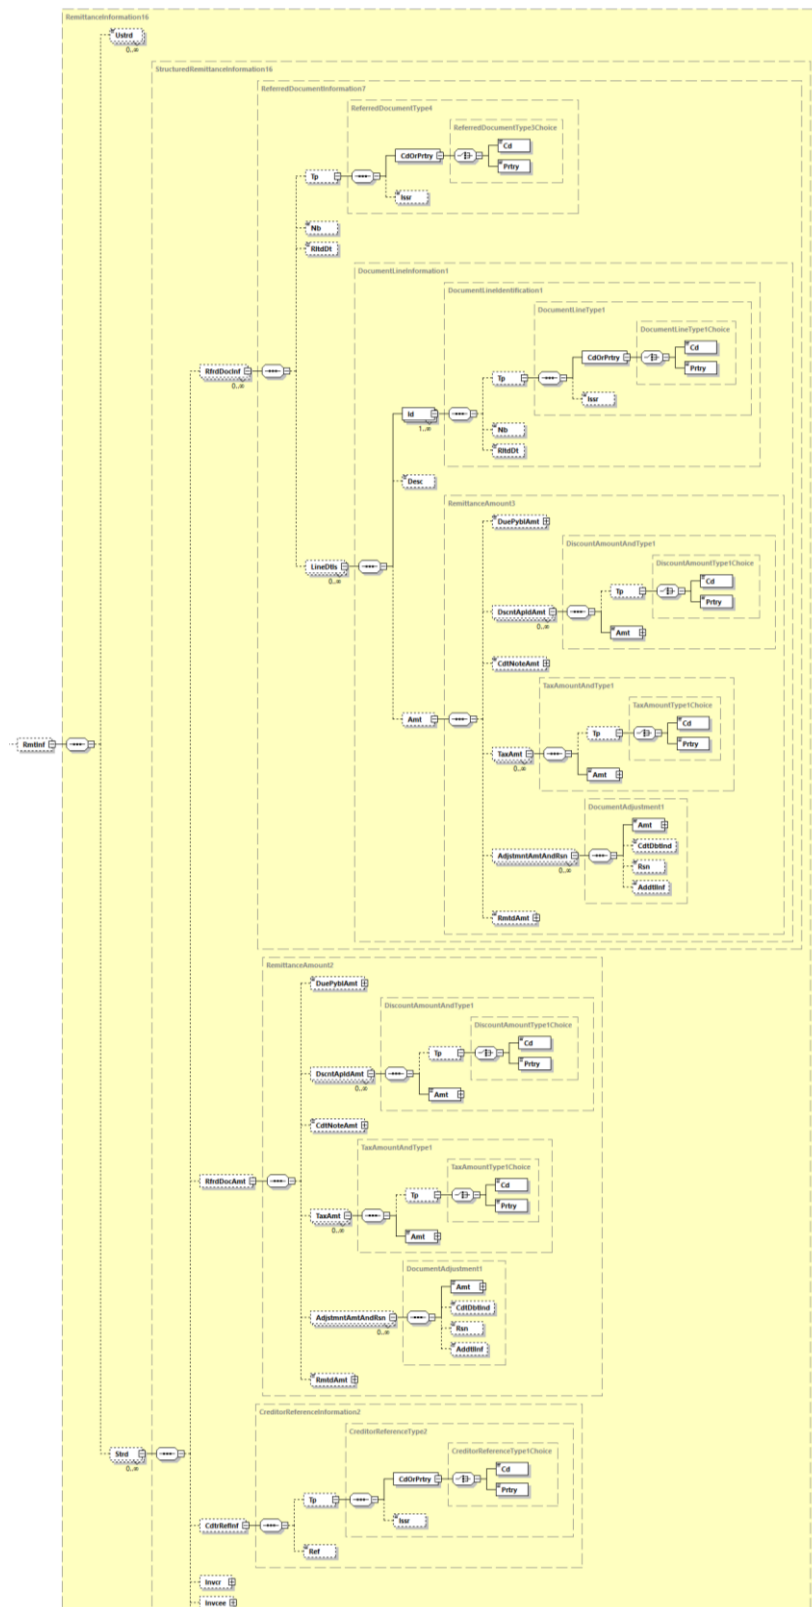 RemittanceInformation16
Ustrd
0..∞
StructuredRemittanceInformation16
ReferredDocumentInformation7
ReferredDocumentType4
ReferredDocumentType3Choice
Cd
CdOrPrtry
Prtry
Tp
Issr
Nb
RltdDt
DocumentLineInformation1
DocumentLineIdentification1
DocumentLineType1
DocumentLineType1Choice
Cd
CdOrPrtry
Prtry
RfrdDocInf
0..∞
Tp
Issr
Id
1..∞
Nb
RltdDt
Desc
RemittanceAmount3
DuePyblAmt
DiscountAmountAndType1
DiscountAmountType1Choice
LineDtls
0..∞
Cd
Tp
Prtry
DscntApldAmt
0..∞
Amt
CdtNoteAmt
TaxAmountAndType1
TaxAmountType1Choice
Amt
Cd
Tp
Prtry
RmtInf
TaxAmt
0..∞
Amt
DocumentAdjustment1
Amt
CdtDbtInd
AdjstmntAmtAndRsn
0..∞
Rsn
AddtlInf
RmtdAmt
RemittanceAmount2
DuePyblAmt
DiscountAmountAndType1
DiscountAmountType1Choice
Cd
Tp
Prtry
DscntApldAmt
0..∞
Amt
CdtNoteAmt
TaxAmountAndType1
TaxAmountType1Choice
RfrdDocAmt
Cd
Tp
Prtry
TaxAmt
0..∞
Amt
DocumentAdjustment1
Amt
CdtDbtInd
AdjstmntAmtAndRsn
0..∞
Rsn
AddtlInf
RmtdAmt
CreditorReferenceInformation2
CreditorReferenceType2
CreditorReferenceType1Choice
Strd
0..∞
Cd
CdOrPrtry
Prtry
Tp
Issr
CdtrRefInf
Ref
Invcr
Invcee